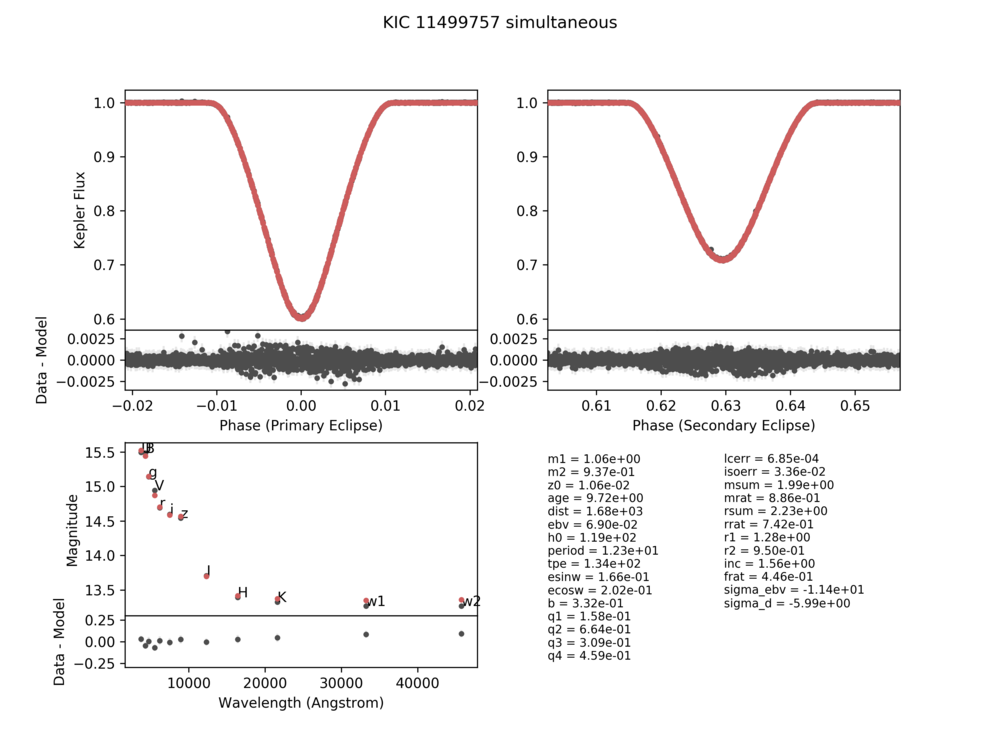 KIC 11499757 simultaneous
1.0
0.9
0.8
0.7
0.6
Kepler Flux
0.0025
0.0000
−0.0025
Data - Model
−0.02 −0.01 0.00 0.01 0.02
Phase (Primary Eclipse)
1.0
0.9
0.8
0.7
0.6
0.0025
0.0000
−0.0025
0.61 0.62 0.63 0.64 0.65
Phase (Secondary Eclipse)
15.5
15.0
14.5
14.0
13.5
Magnitude
B
g
V
r
i
z
J
H
K
w1
w2
0.25
0.00
−0.25
Data - Model
10000 20000 30000 40000
Wavelength (Angstrom)
m1 = 1.06e+00
m2 = 9.37e-01
z0 = 1.06e-02
age = 9.72e+00
dist = 1.68e+03
ebv = 6.90e-02
h0 = 1.19e+02
period = 1.23e+01
tpe = 1.34e+02
esinw = 1.66e-01
ecosw = 2.02e-01
b = 3.32e-01
q1 = 1.58e-01
q2 = 6.64e-01
q3 = 3.09e-01
q4 = 4.59e-01
lcerr = 6.85e-04
isoerr = 3.36e-02
msum = 1.99e+00
mrat = 8.86e-01
rsum = 2.23e+00
rrat = 7.42e-01
r1 = 1.28e+00
r2 = 9.50e-01
inc = 1.56e+00
frat = 4.46e-01
sigma_ebv = -1.14e+01
sigma_d = -5.99e+00